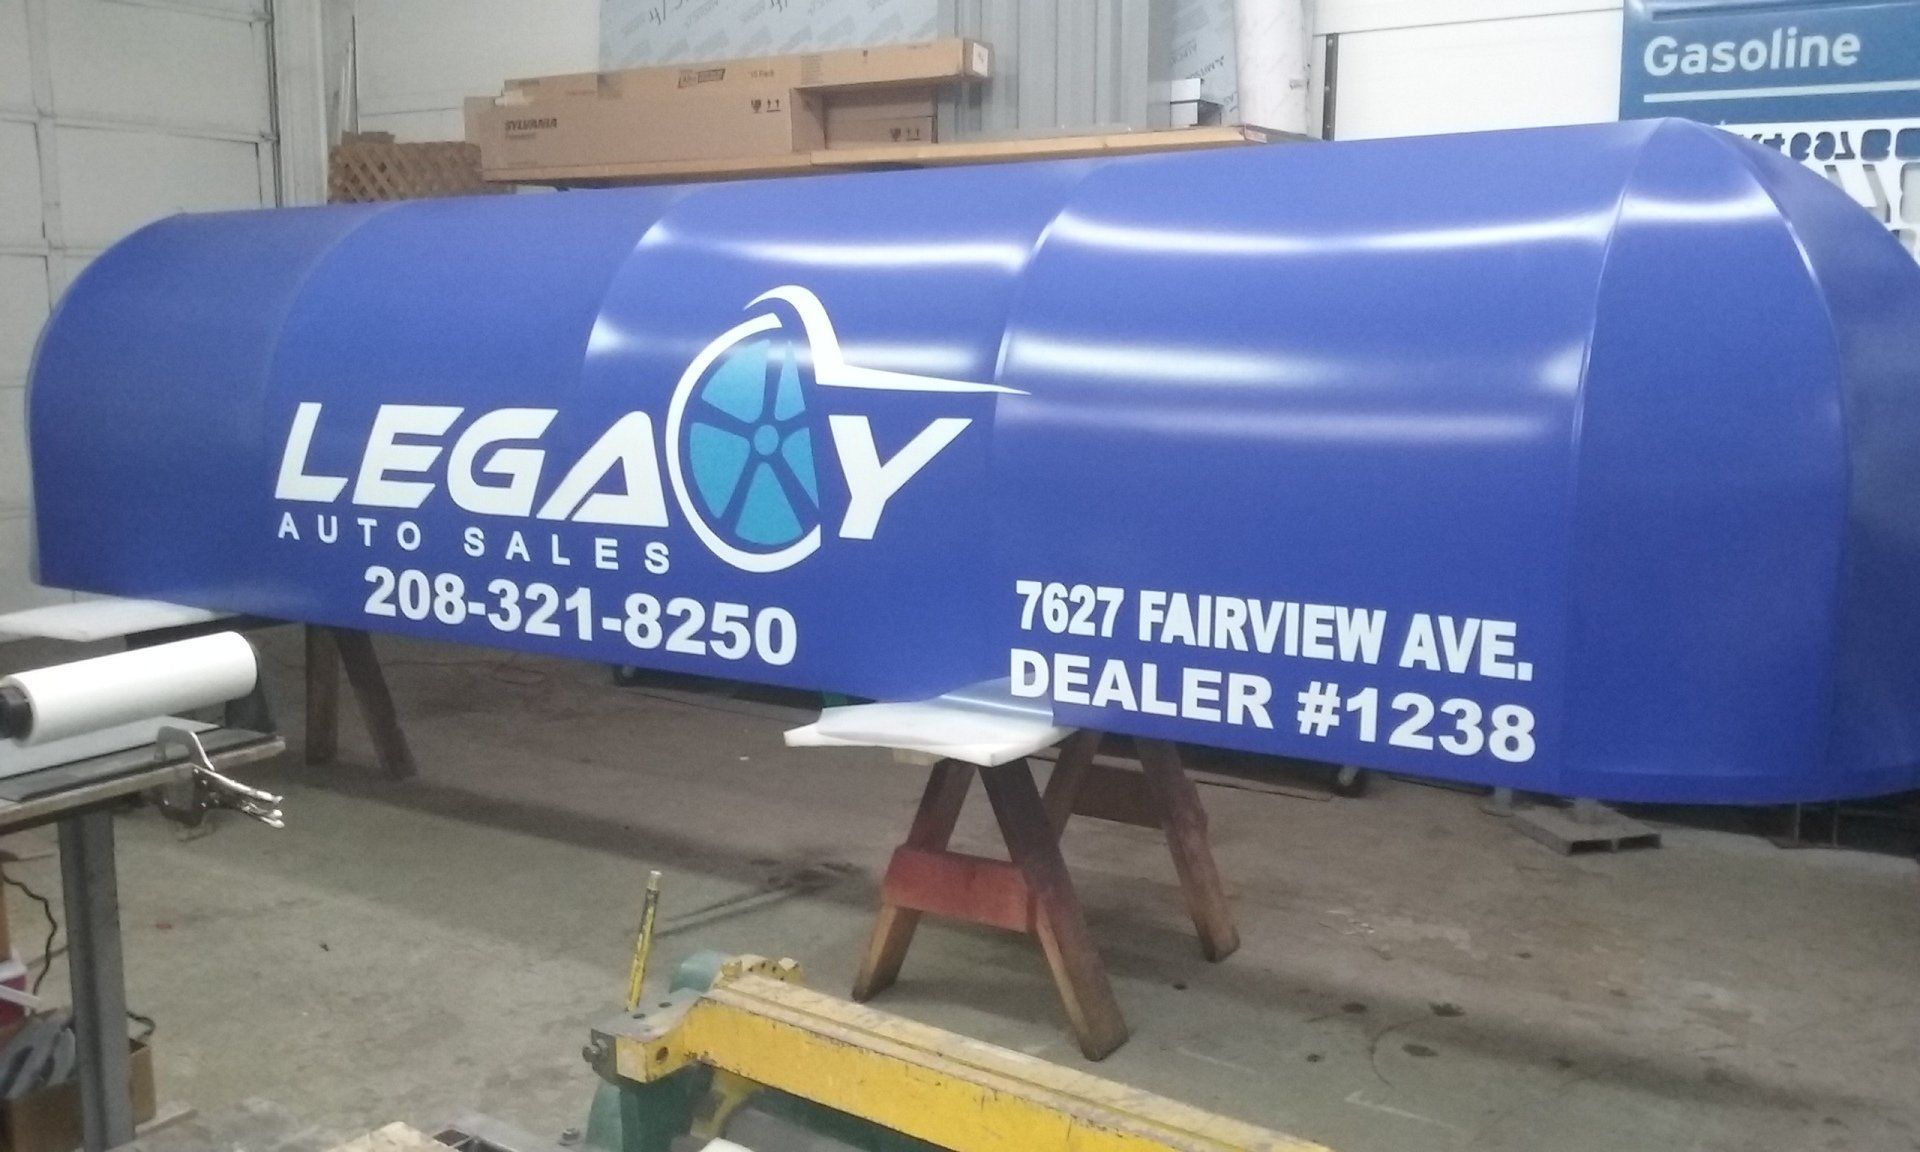 Gasoline
SYLVANIA
LEGACY
AUTO SALES
208-321-8250
7627 FAIRVIEW AVE.
DEALER #1238